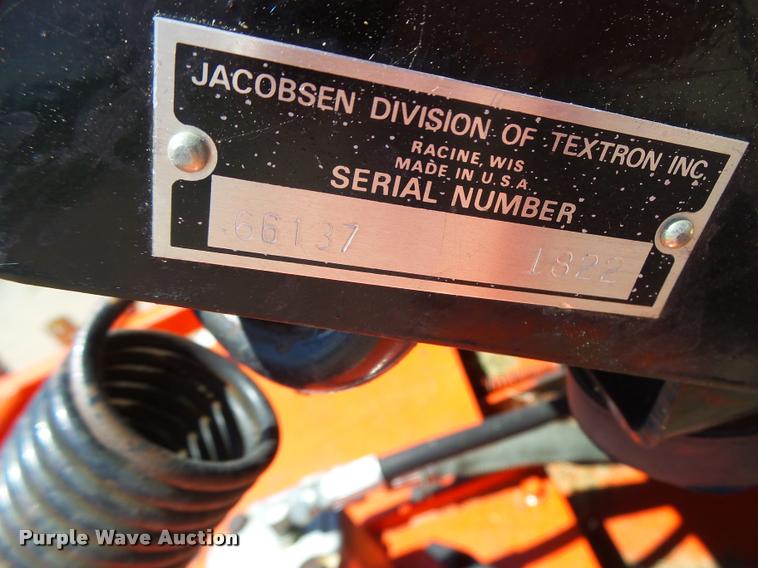 JACOBSEN DIVISION OF TEXTRON INC.
RACINE, WIS
MADE IN U.S.A
SERIAL NUMBER
66137 1822
Purple Wave Auction